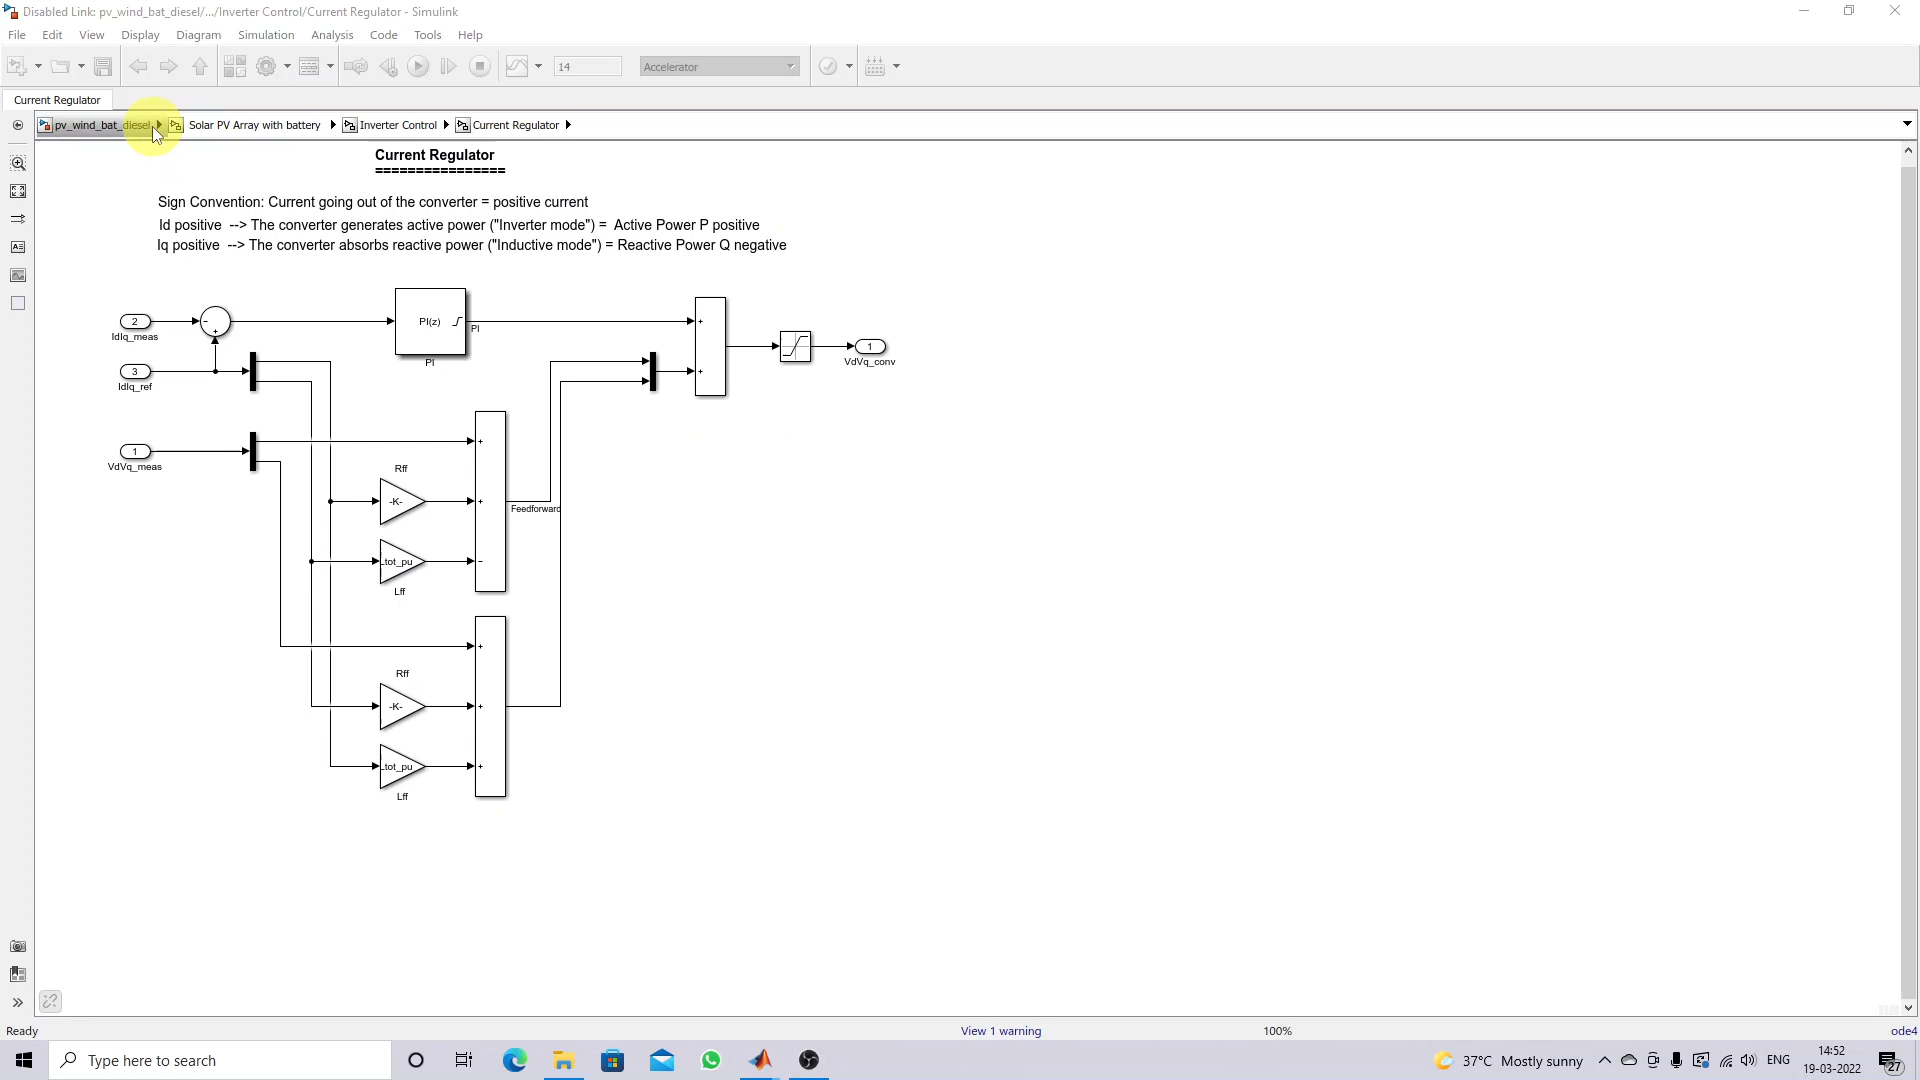 Disabled Link: pv_wind_bat_diesel/.../Inverter Control/Current Regulator - Simulink
File Edit View Display Diagram Simulation Analysis Code Tools Help
14 Accelerator
Current Regulator
pv_wind_bat_diesel Solar PV Array with battery Inverter Control Current Regulator
Current Regulator
================
Sign Convention: Current going out of the converter = positive current
Id positive --> The converter generates active power ("Inverter mode") = Active Power P positive
Iq positive --> The converter absorbs reactive power ("Inductive mode") = Reactive Power Q negative
2
IdIq_meas
PI(z)
PI
PI
3
IdIq_ref
1
VdVq_conv
1
VdVq_meas
Rff
-K-
Feedforward
_tot_pu
Lff
Rff
-K-
_tot_pu
Lff
Ready View 1 warning 100% ode4
Type here to search
37°C Mostly sunny
ENG
14:52
19-03-2022
27